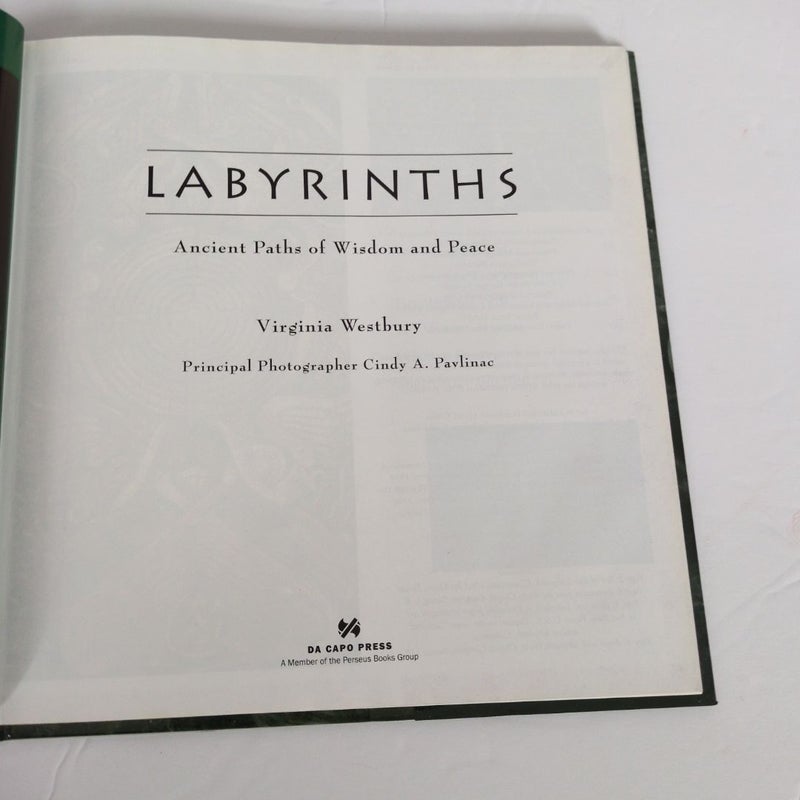 LABYRINTHS
Ancient Paths of Wisdom and Peace
Virginia Westbury
Principal Photographer Cindy A. Pavlinac
DA CAPO PRESS
A Member of the Perseus Books Group